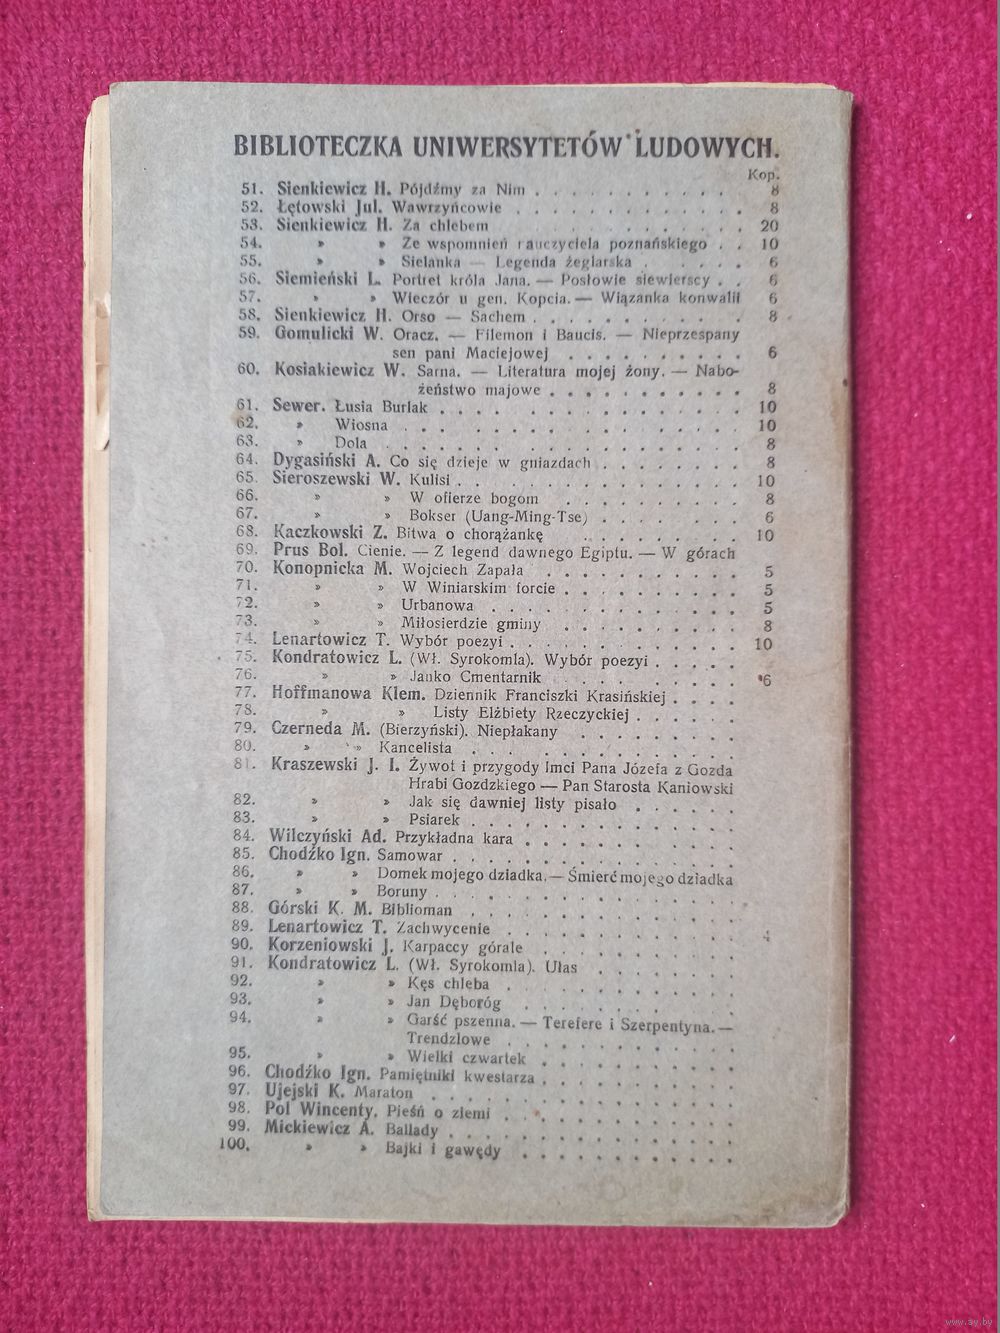 BIBLIOTECZKA UNIWERSYTETÓW LUDOWYCH.
Kop.
51. Sienkiewicz H. Pójdźmy za Nim . . . . . . . . . . . 8
52. Łętowski Jul. Wawrzyńcowie . . . . . . . . . . . . 8
53. Sienkiewicz H. Za chlebem . . . . . . . . . . . . 20
54. » » Ze wspomnień nauczyciela poznańskiego . . 10
55. » » Sielanka — Legenda żeglarska . . . . . . 6
56. Siemieński L. Portret króla Jana. — Posłowie siewierscy . . 6
57. » » Wieczór u gen. Kopcia. — Wiązanka konwalii 6
58. Sienkiewicz H. Orso — Sachem . . . . . . . . . . . 8
59. Gomulicki W. Oracz. — Filemon i Baucis. — Nieprzespany
sen pani Maciejowej . . . . . . . . . 6
60. Kosiakiewicz W. Sarna. — Literatura mojej żony. — Nabo-
żeństwo majowe . . . . . . . . . . 8
61. Sewer. Łusia Burlak . . . . . . . . . . . . . . . 10
62. » Wiosna . . . . . . . . . . . . . . . . . 10
63. » Dola . . . . . . . . . . . . . . . . . . 8
64. Dygasiński A. Co się dzieje w gniazdach . . . . . . . . 8
65. Sieroszewski W. Kulisi . . . . . . . . . . . . . . 10
66. » » W ofierze bogom . . . . . . . . . 8
67. » » Bokser (Uang-Ming-Tse) . . . . . . . 6
68. Kaczkowski Z. Bitwa o chorążankę . . . . . . . . 10
69. Prus Bol. Cienie. — Z legend dawnego Egiptu. — W górach
70. Konopnicka M. Wojciech Zapała . . . . . . . . . . 5
71. » » W Winiarskim forcie . . . . . . . . . 5
72. » » Urbanowa . . . . . . . . . . . . . 5
73. » » Miłosierdzie gminy . . . . . . . . . 8
74. Lenartowicz T. Wybór poezyi . . . . . . . . . . . . 10
75. Kondratowicz L. (Wł. Syrokomla). Wybór poezyi . . . . .
76. » » Janko Cmentarnik . . . . . . . . . 6
77. Hoffmanowa Klem. Dziennik Franciszki Krasińskiej . . . .
78. » » Listy Elżbiety Rzeczyckiej . . . . . .
79. Czerneda M. (Bierzyński). Niepłakany . . . . . . . .
80. » » Kancelista . . . . . . . . . . . . .
81. Kraszewski J. I. Żywot i przygody Imci Pana Józefa z Gozda
Hrabi Gozdzkiego — Pan Starosta Kaniowski
82. » » Jak się dawniej listy pisało . . . . . .
83. » » Psiarek . . . . . . . . . . . . . .
84. Wilczyński Ad. Przykładna kara . . . . . . . . . . .
85. Chodźko Ign. Samowar . . . . . . . . . . . . . . .
86. » » Domek mojego dziadka. — Śmierć mojego dziadka
87. » » Boruny . . . . . . . . . . . . . . . .
88. Górski K. M. Biblioman . . . . . . . . . . . . . .
89. Lenartowicz T. Zachwycenie . . . . . . . . . . . .
90. Korzeniowski J. Karpaccy górale . . . . . . . . . .
91. Kondratowicz L. (Wł. Syrokomla). Ułas . . . . . . .
92. » » Kęs chleba . . . . . . . . . . . .
93. » » Jan Dęboróg . . . . . . . . . . .
94. » » Garść pszenna. — Terefere i Szerpentyna. —
Trendzlowe . . . . . . . . . . . .
95. » » Wielki czwartek . . . . . . . . . .
96. Chodźko Ign. Pamiętniki kwestarza . . . . . . . . . .
97. Ujejski K. Maraton . . . . . . . . . . . . . . . .
98. Pol Wincenty. Pieśń o ziemi . . . . . . . . . . . .
99. Mickiewicz A. Ballady . . . . . . . . . . . . . . .
100. » » Bajki i gawędy . . . . . . . . . . .
www.ay.by